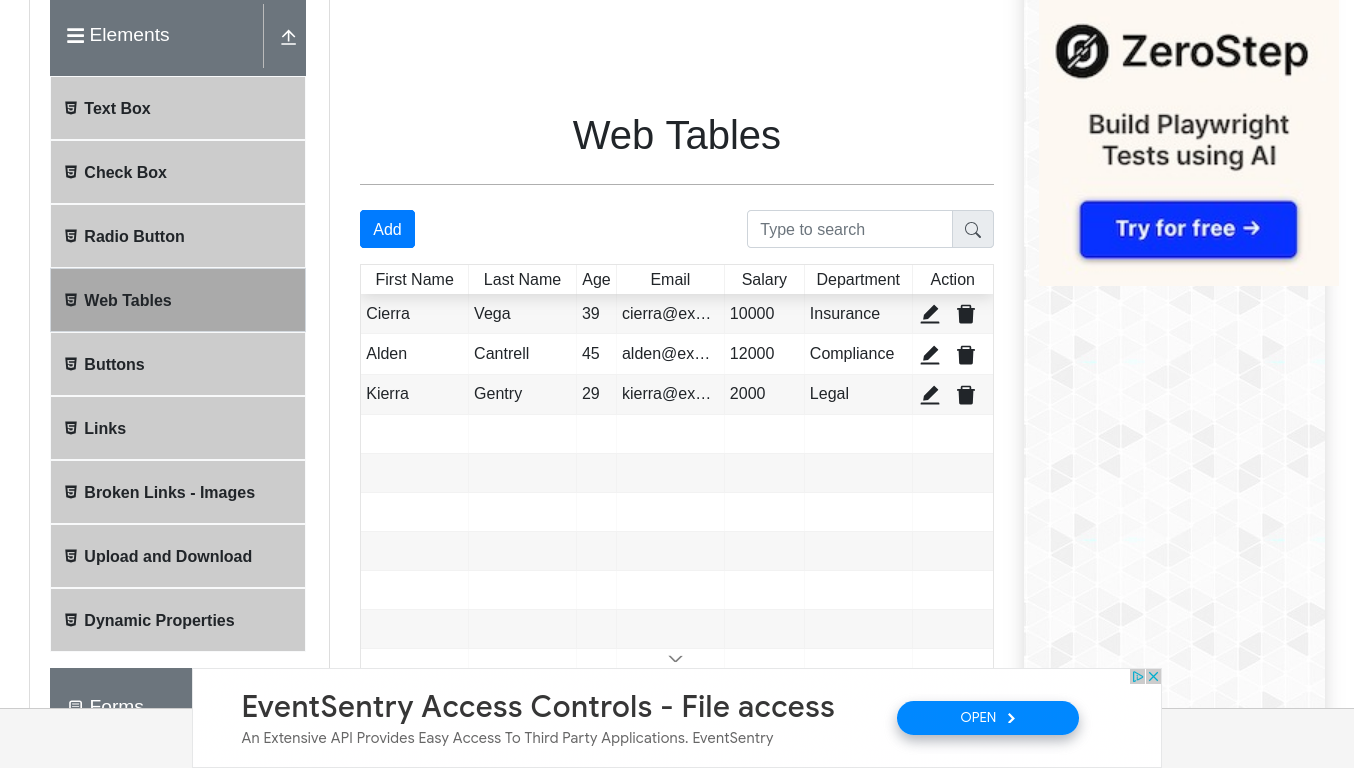 Elements
Text Box
Check Box
Radio Button
Web Tables
Buttons
Links
Broken Links - Images
Upload and Download
Dynamic Properties
Forms
Web Tables
Add
Type to search
First Name Last Name Age Email Salary Department Action
Cierra Vega 39 cierra@ex… 10000 Insurance
Alden Cantrell 45 alden@ex… 12000 Compliance
Kierra Gentry 29 kierra@ex… 2000 Legal
ZeroStep
Build Playwright
Tests using AI
Try for free →
EventSentry Access Controls - File access
An Extensive API Provides Easy Access To Third Party Applications. EventSentry
OPEN